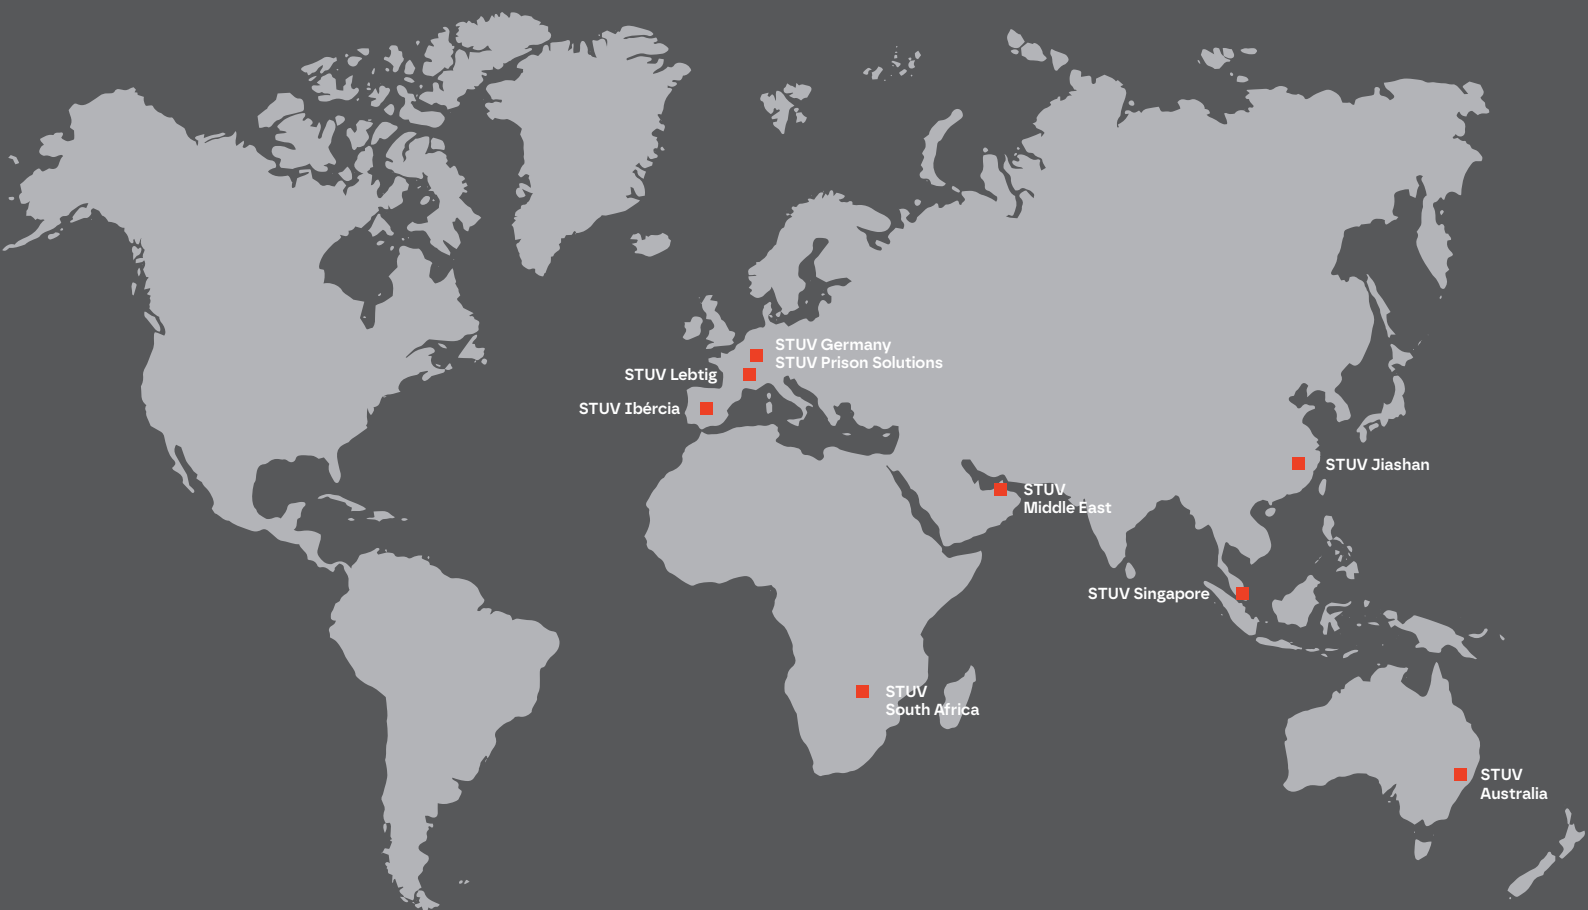 STUV Germany
STUV Prison Solutions
STUV Lebtig
STUV Ibércia
STUV Jiashan
STUV
Middle East
STUV Singapore
STUV
South Africa
STUV
Australia